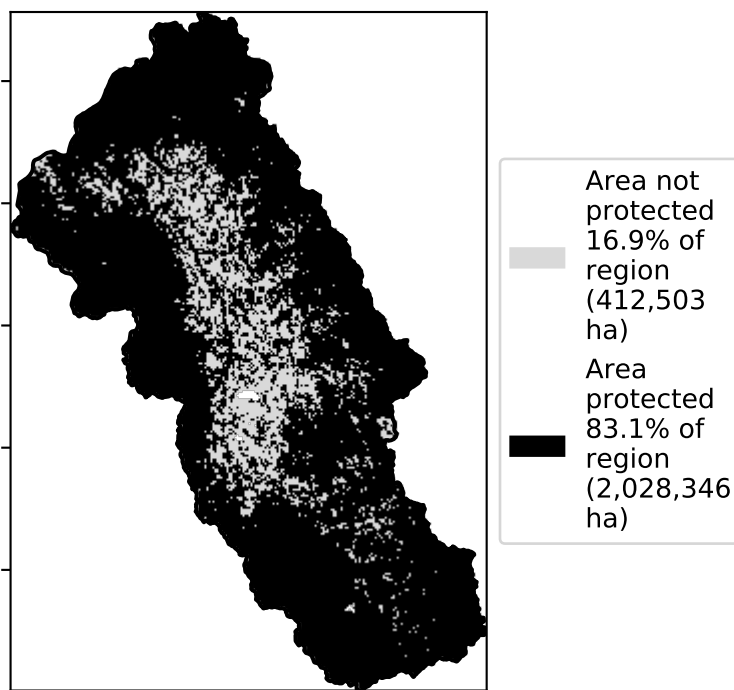 Area not
protected
16.9% of
region
(412,503
ha)
Area
protected
83.1% of
region
(2,028,346
ha)